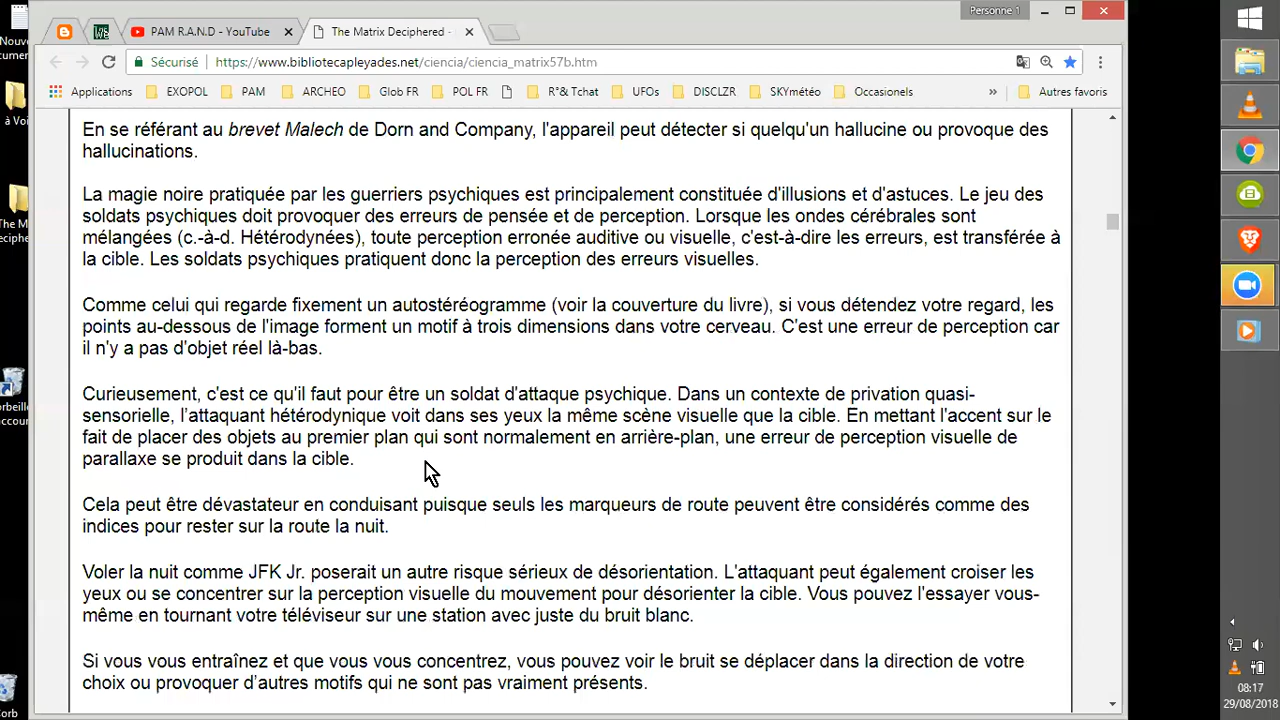 Personne 1
PAM R.A.N.D - YouTube
The Matrix Deciphered -
Sécurisé
https://www.bibliotecapleyades.net/ciencia/ciencia_matrix57b.htm
Applications EXOPOL PAM ARCHEO Glob FR POL FR R°& Tchat UFOs DISCLZR SKYmétéo Occasionels » Autres favoris
En se référant au brevet Malech de Dorn and Company, l'appareil peut détecter si quelqu'un hallucine ou provoque des
hallucinations.
La magie noire pratiquée par les guerriers psychiques est principalement constituée d'illusions et d'astuces. Le jeu des
soldats psychiques doit provoquer des erreurs de pensée et de perception. Lorsque les ondes cérébrales sont
mélangées (c.-à-d. Hétérodynées), toute perception erronée auditive ou visuelle, c'est-à-dire les erreurs, est transférée à
la cible. Les soldats psychiques pratiquent donc la perception des erreurs visuelles.
Comme celui qui regarde fixement un autostéréogramme (voir la couverture du livre), si vous détendez votre regard, les
points au-dessous de l'image forment un motif à trois dimensions dans votre cerveau. C'est une erreur de perception car
il n'y a pas d'objet réel là-bas.
Curieusement, c'est ce qu'il faut pour être un soldat d'attaque psychique. Dans un contexte de privation quasi-
sensorielle, l'attaquant hétérodynique voit dans ses yeux la même scène visuelle que la cible. En mettant l'accent sur le
fait de placer des objets au premier plan qui sont normalement en arrière-plan, une erreur de perception visuelle de
parallaxe se produit dans la cible.
Cela peut être dévastateur en conduisant puisque seuls les marqueurs de route peuvent être considérés comme des
indices pour rester sur la route la nuit.
Voler la nuit comme JFK Jr. poserait un autre risque sérieux de désorientation. L'attaquant peut également croiser les
yeux ou se concentrer sur la perception visuelle du mouvement pour désorienter la cible. Vous pouvez l'essayer vous-
même en tournant votre téléviseur sur une station avec juste du bruit blanc.
Si vous vous entraînez et que vous vous concentrez, vous pouvez voir le bruit se déplacer dans la direction de votre
choix ou provoquer d'autres motifs qui ne sont pas vraiment présents.
08:17
29/08/2018
à Voi
The M
Corb